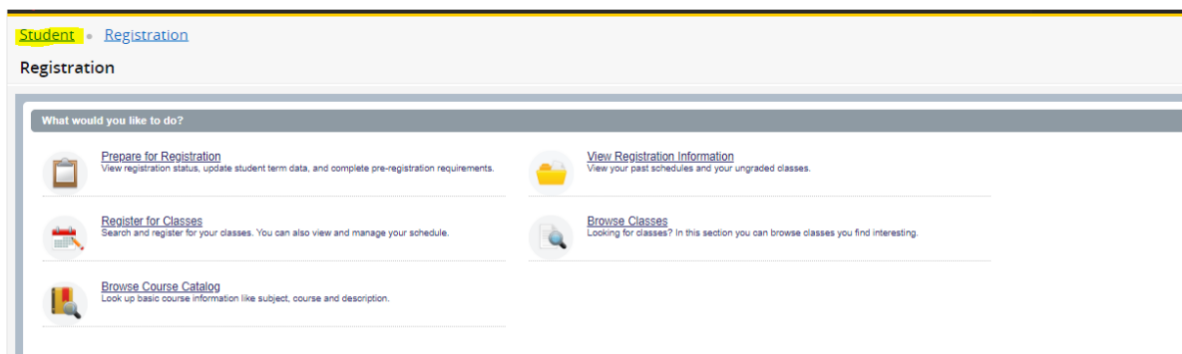 Student • Registration
Registration
What would you like to do?
Prepare for Registration
View registration status, update student term data, and complete pre-registration requirements.
View Registration Information
View your past schedules and your ungraded classes.
Register for Classes
Search and register for your classes. You can also view and manage your schedule.
Browse Classes
Looking for classes? In this section you can browse classes you find interesting.
Browse Course Catalog
Look up basic course information like subject, course and description.